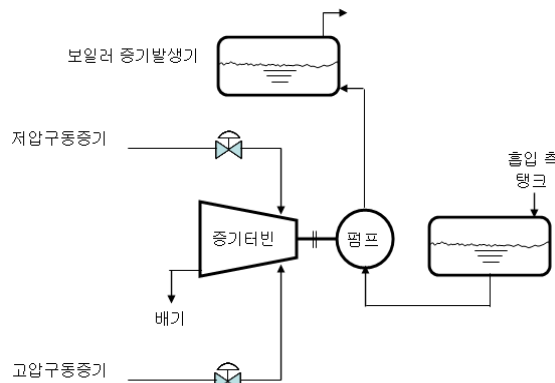 보일러 증기발생기
저압구동증기
흡입 측
탱크
증기터빈
펌프
배기
고압구동증기